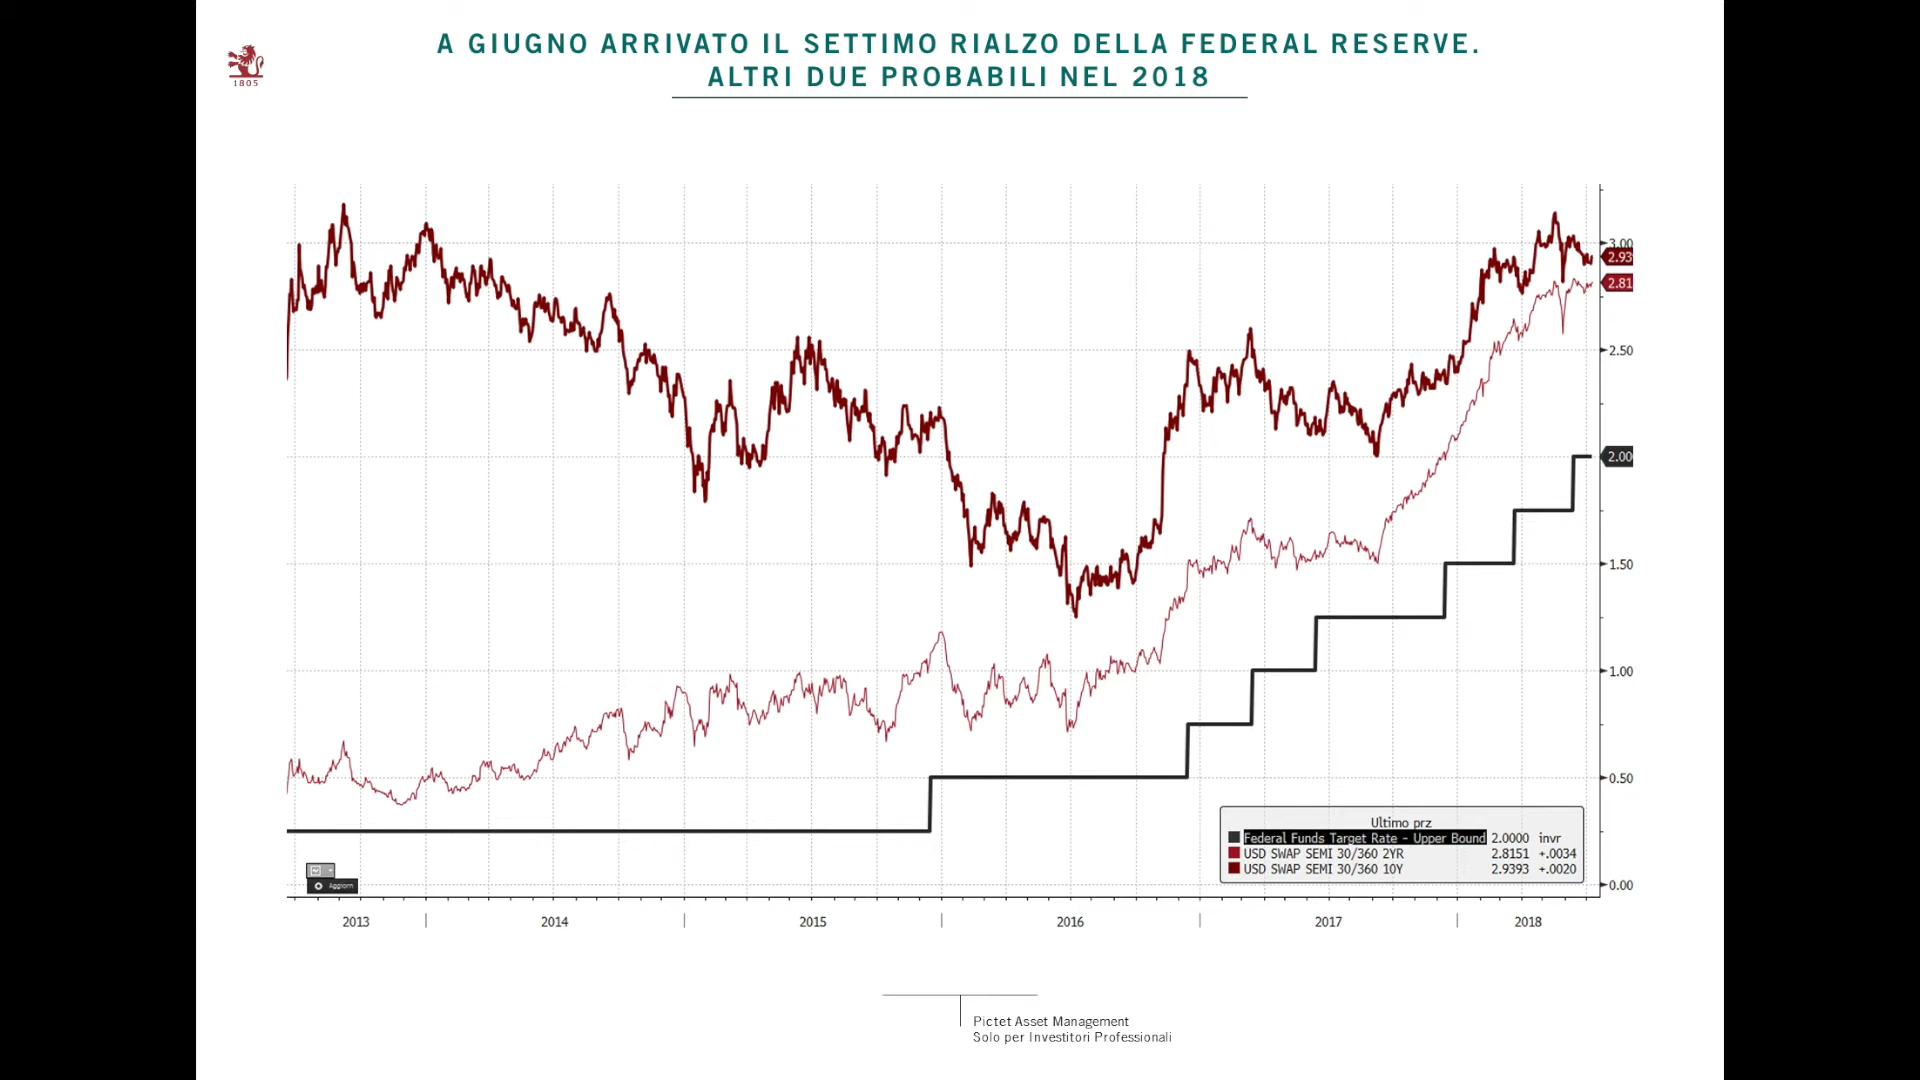 A GIUGNO ARRIVATO IL SETTIMO RIALZO DELLA FEDERAL RESERVE.
ALTRI DUE PROBABILI NEL 2018
1805
3.00
2.93
2.81
2.50
2.00
1.50
1.00
0.50
0.00
Ultimo prz
Federal Funds Target Rate - Upper Bound 2.0000 invr
USD SWAP SEMI 30/360 2YR 2.8151 +.0034
USD SWAP SEMI 30/360 10Y 2.9393 +.0020
Aggiorn
2013 2014 2015 2016 2017 2018
Pictet Asset Management
Solo per Investitori Professionali